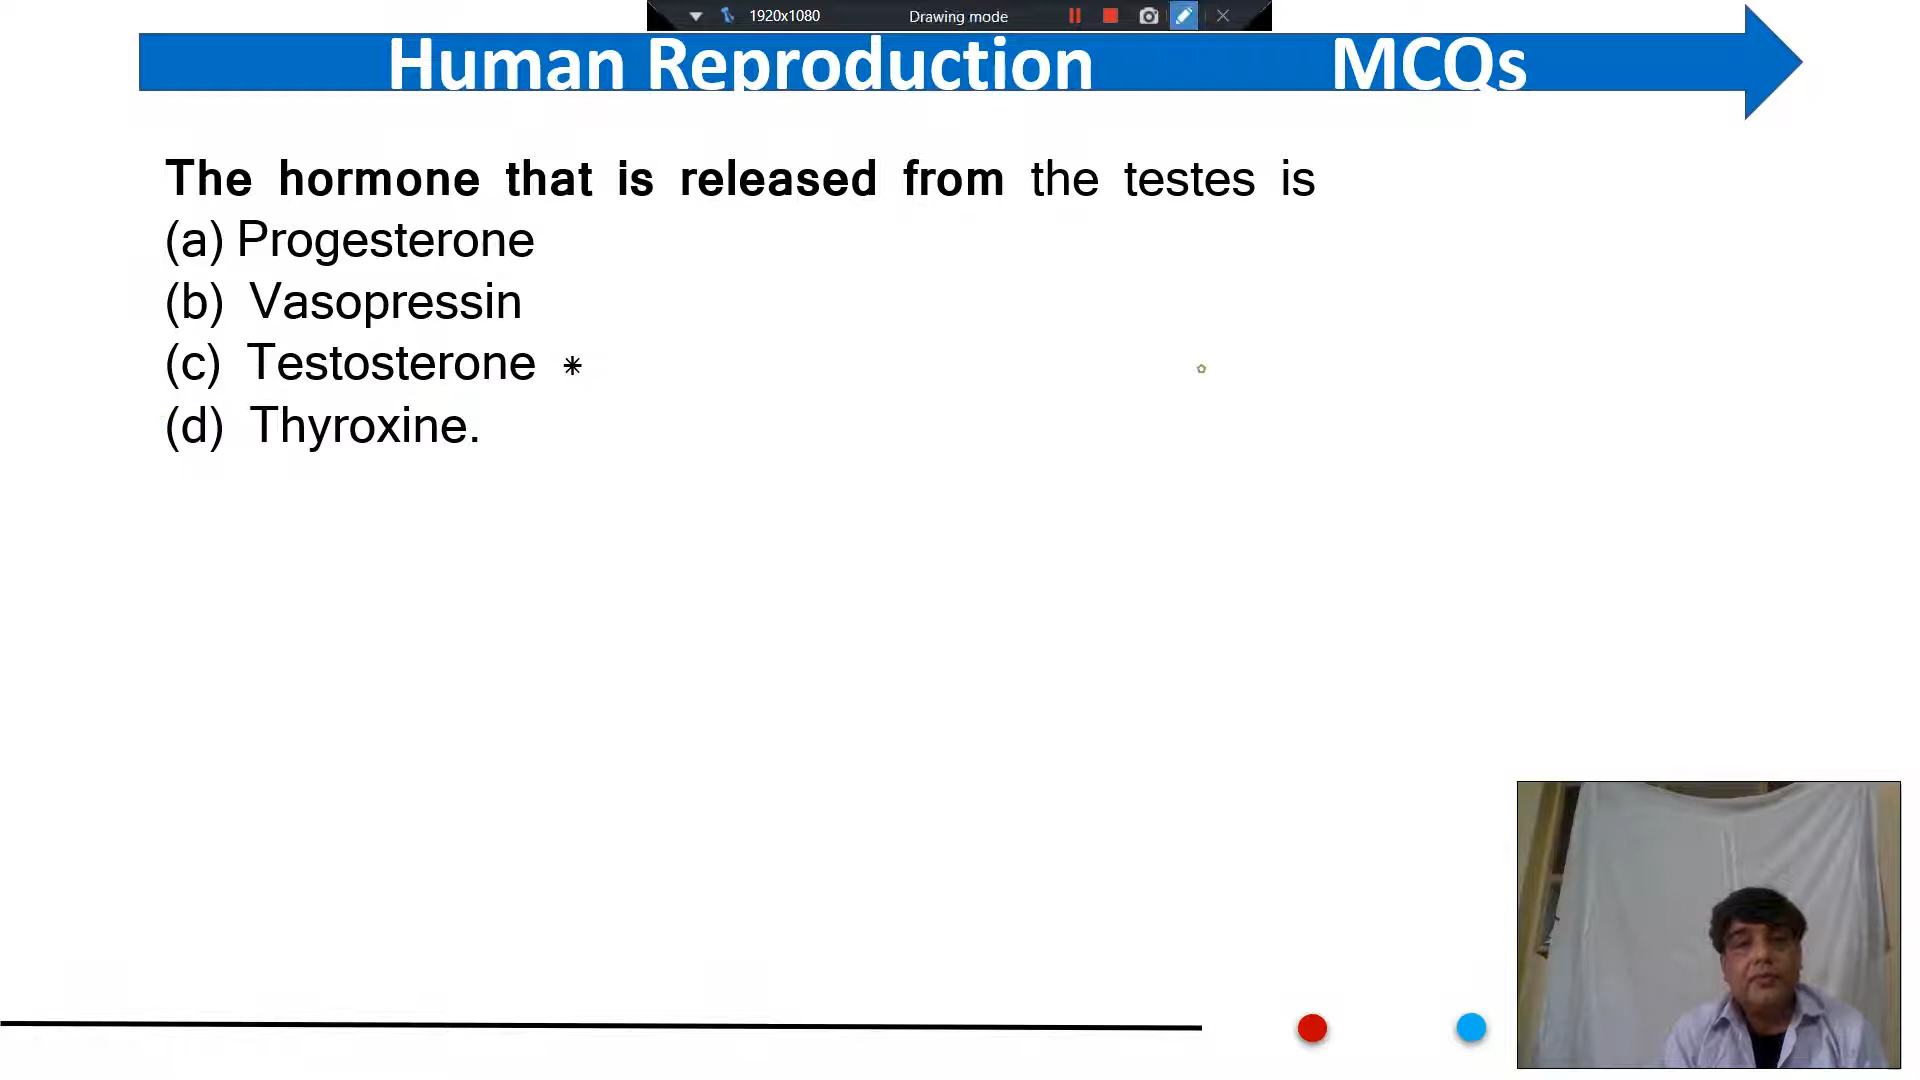 1920x1080 Drawing mode
Human Reproduction MCQs
The hormone that is released from the testes is
(a) Progesterone
(b) Vasopressin
(c) Testosterone *
(d) Thyroxine.